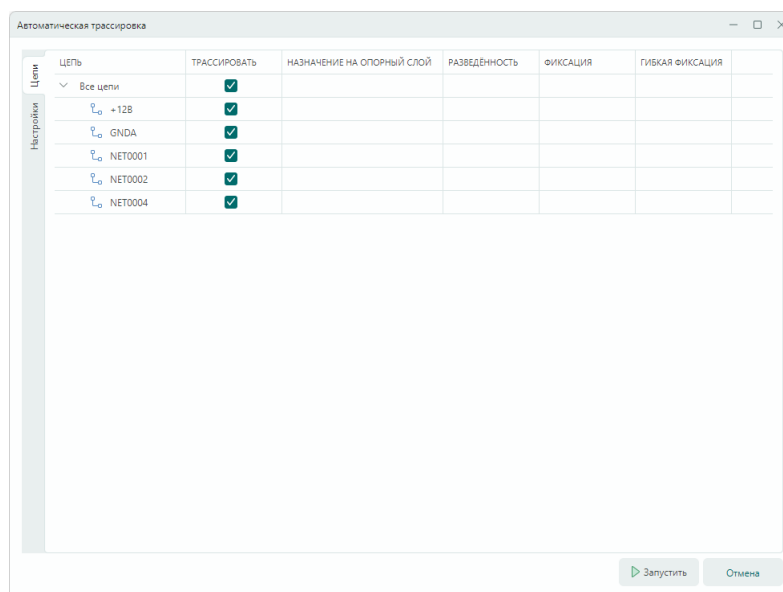 Автоматическая трассировка
Цепи
Настройки
ЦЕПЬ ТРАССИРОВАТЬ НАЗНАЧЕНИЕ НА ОПОРНЫЙ СЛОЙ РАЗВЕДЁННОСТЬ ФИКСАЦИЯ ГИБКАЯ ФИКСАЦИЯ
Все цепи
+12В
GNDA
NET0001
NET0002
NET0004
Запустить Отмена